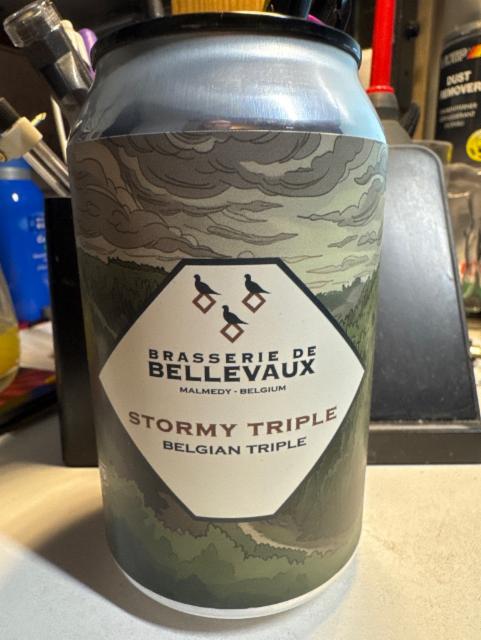 DUST
REMOVER
BRASSERIE DE
BELLEVAUX
MALMEDY - BELGIUM
STORMY TRIPLE
BELGIAN TRIPLE